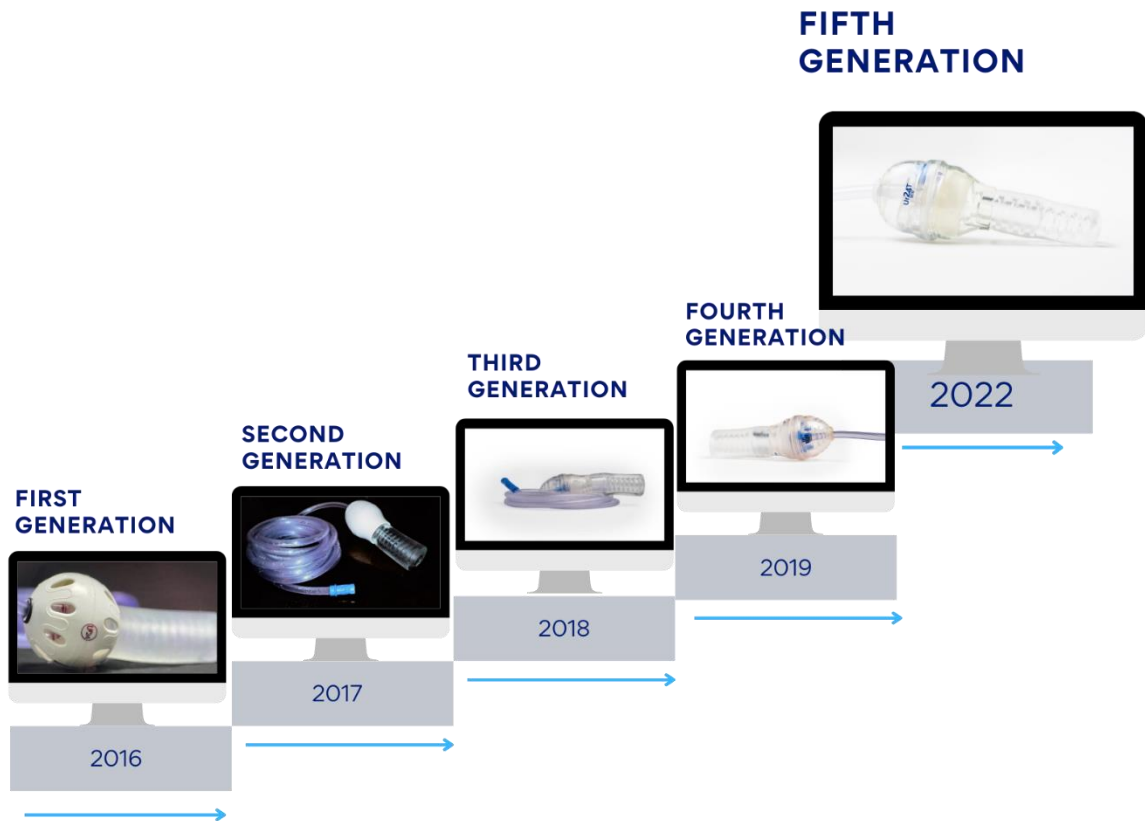 FIRST
GENERATION
2016
SECOND
GENERATION
2017
THIRD
GENERATION
2018
FOURTH
GENERATION
2019
FIFTH
GENERATION
2022